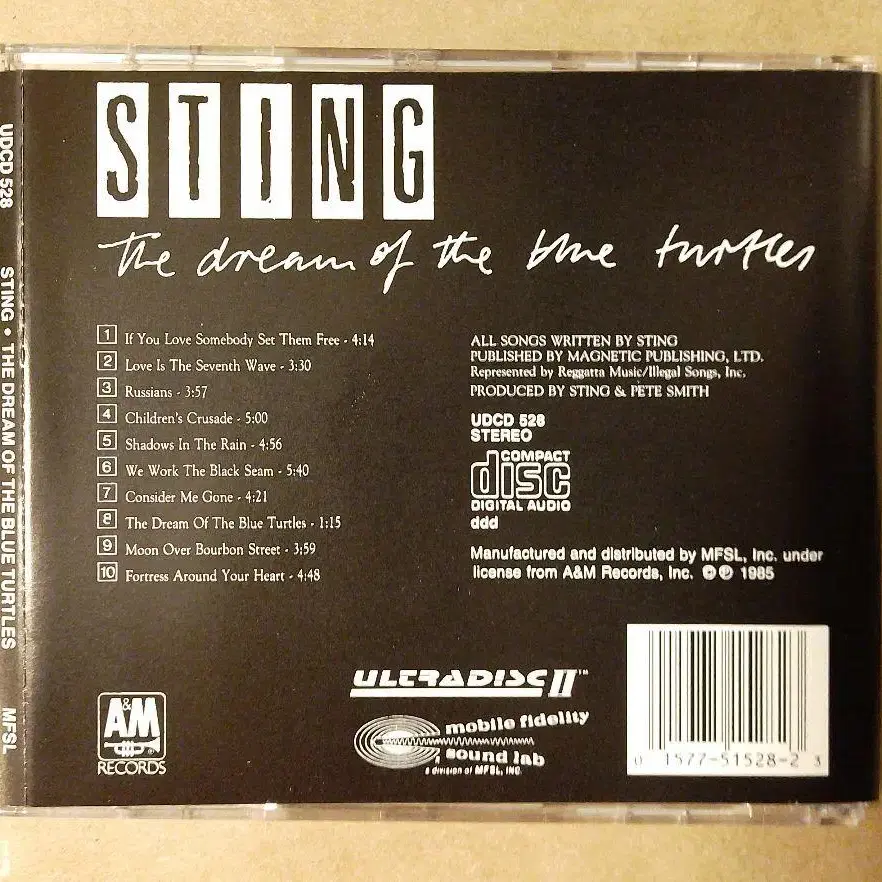 STING
the dream of the blue turtles
1 If You Love Somebody Set Them Free - 4:14
2 Love Is The Seventh Wave - 3:30
3 Russians - 3:57
4 Children's Crusade - 5:00
5 Shadows In The Rain - 4:56
6 We Work The Black Seam - 5:40
7 Consider Me Gone - 4:21
8 The Dream Of The Blue Turtles - 1:15
9 Moon Over Bourbon Street - 3:59
10 Fortress Around Your Heart - 4:48
ALL SONGS WRITTEN BY STING
PUBLISHED BY MAGNETIC PUBLISHING, LTD.
Represented by Reggatta Music/Illegal Songs, Inc.
PRODUCED BY STING & PETE SMITH
UDCD 528
STEREO
COMPACT
disc
DIGITAL AUDIO
ddd
Manufactured and distributed by MFSL, Inc. under
license from A&M Records, Inc. © ℗ 1985
A&M
®
RECORDS
ULTRADISC II™
mobile fidelity
sound lab
a division of MFSL, INC.
0 1577-51528-2 3
UDCD 528 STING • THE DREAM OF THE BLUE TURTLES MFSL